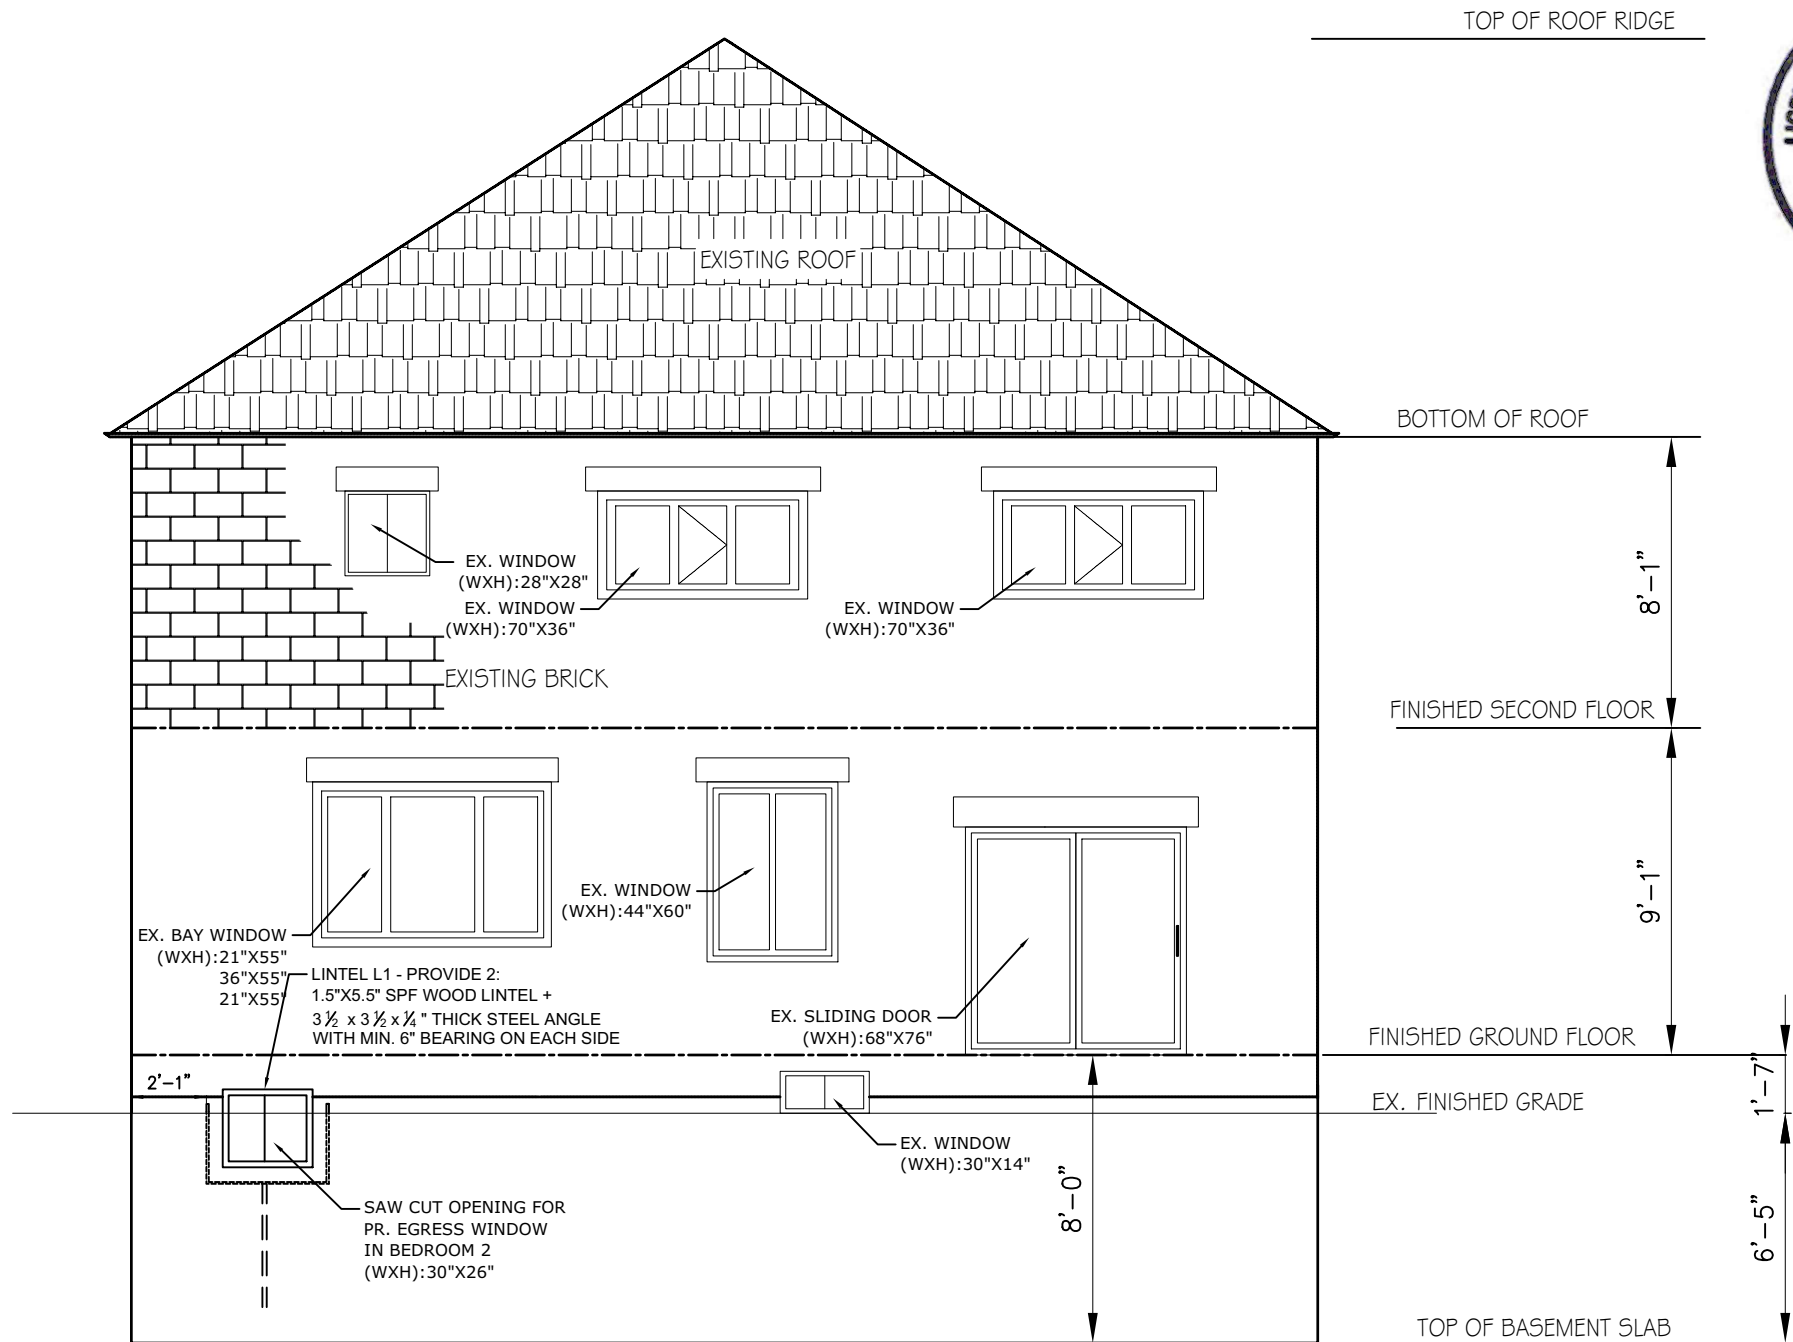 TOP OF ROOF RIDGE
EXISTING ROOF
BOTTOM OF ROOF
8'-1"
EX. WINDOW
(WXH):28"X28"
EX. WINDOW
(WXH):70"X36"
EX. WINDOW
(WXH):70"X36"
EXISTING BRICK
FINISHED SECOND FLOOR
9'-1"
EX. WINDOW
(WXH):44"X60"
EX. BAY WINDOW
(WXH):21"X55"
36"X55"
21"X55"
LINTEL L1 - PROVIDE 2:
1.5"X5.5" SPF WOOD LINTEL +
3 ½ x 3 ½ x ¼ " THICK STEEL ANGLE
WITH MIN. 6" BEARING ON EACH SIDE
EX. SLIDING DOOR
(WXH):68"X76"
FINISHED GROUND FLOOR
2'-1"
1'-7"
EX. FINISHED GRADE
EX. WINDOW
(WXH):30"X14"
8'-0"
6'-5"
SAW CUT OPENING FOR
PR. EGRESS WINDOW
IN BEDROOM 2
(WXH):30"X26"
TOP OF BASEMENT SLAB